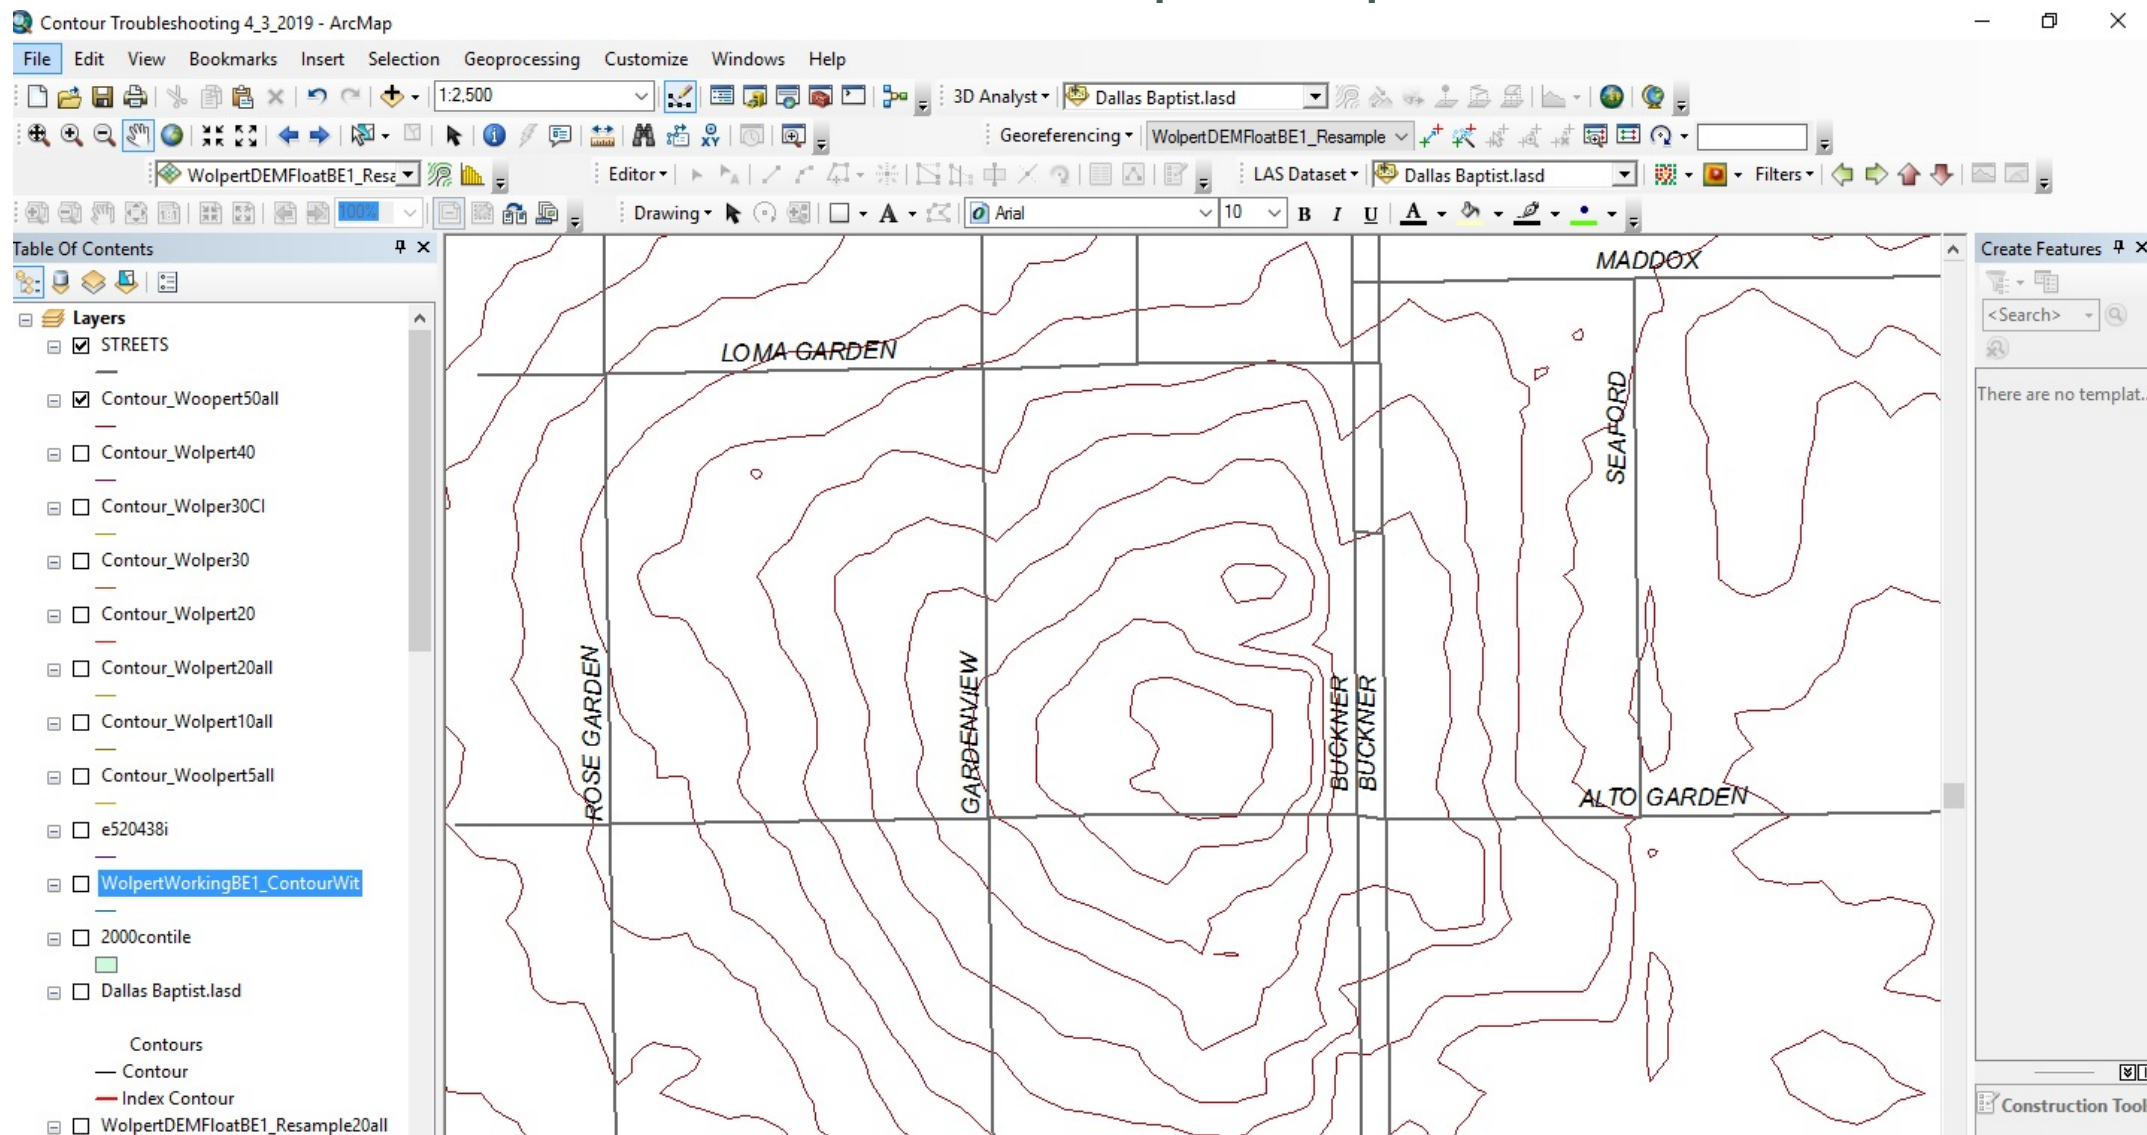 Contour Troubleshooting 4_3_2019 - ArcMap
File Edit View Bookmarks Insert Selection Geoprocessing Customize Windows Help
1:2,500
3D Analyst
Dallas Baptist.lasd
Georeferencing
WolpertDEMFloatBE1_Resample
WolpertDEMFloatBE1_Resa
Editor
LAS Dataset
Dallas Baptist.lasd
Filters
100%
Drawing
A
Arial
10
B I U A
Table Of Contents
Layers
STREETS
Contour_Woopert50all
Contour_Wolpert40
Contour_Wolper30Cl
Contour_Wolper30
Contour_Wolpert20
Contour_Wolpert20all
Contour_Wolpert10all
Contour_Woolpert5all
e520438i
WolpertWorkingBE1_ContourWit
2000contile
Dallas Baptist.lasd
Contours
Contour
Index Contour
WolpertDEMFloatBE1_Resample20all
MADDOX
LOMA GARDEN
SEAFORD
ROSE GARDEN
GARDENVIEW
BUCKNER
BUCKNER
ALTO GARDEN
Create Features
<Search>
There are no templat..
Construction Tool